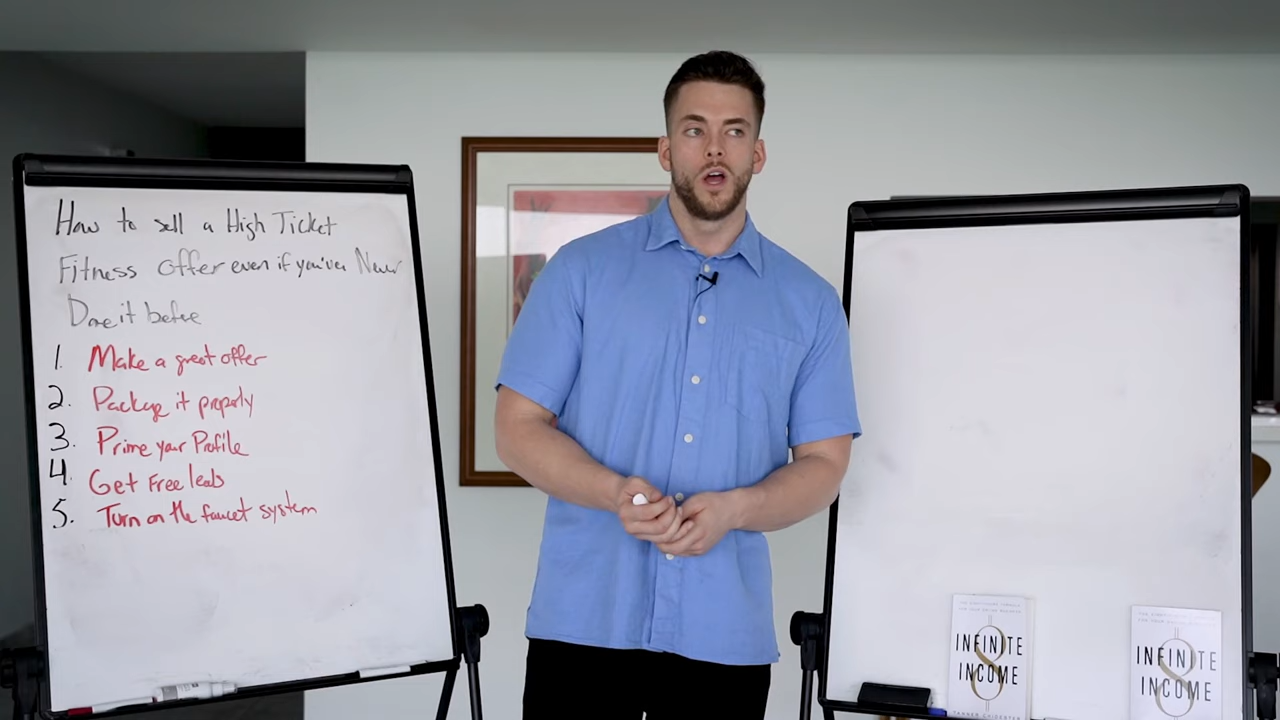 How to sell a High Ticket
Fitness Offer even if you've Never
Done it before
1. Make a great offer
2. Package it properly
3. Prime your Profile
4. Get Free leads
5. Turn on the faucet system
INFINITE
INCOME
TANNER CHIDESTER
INFINITE
INCOME